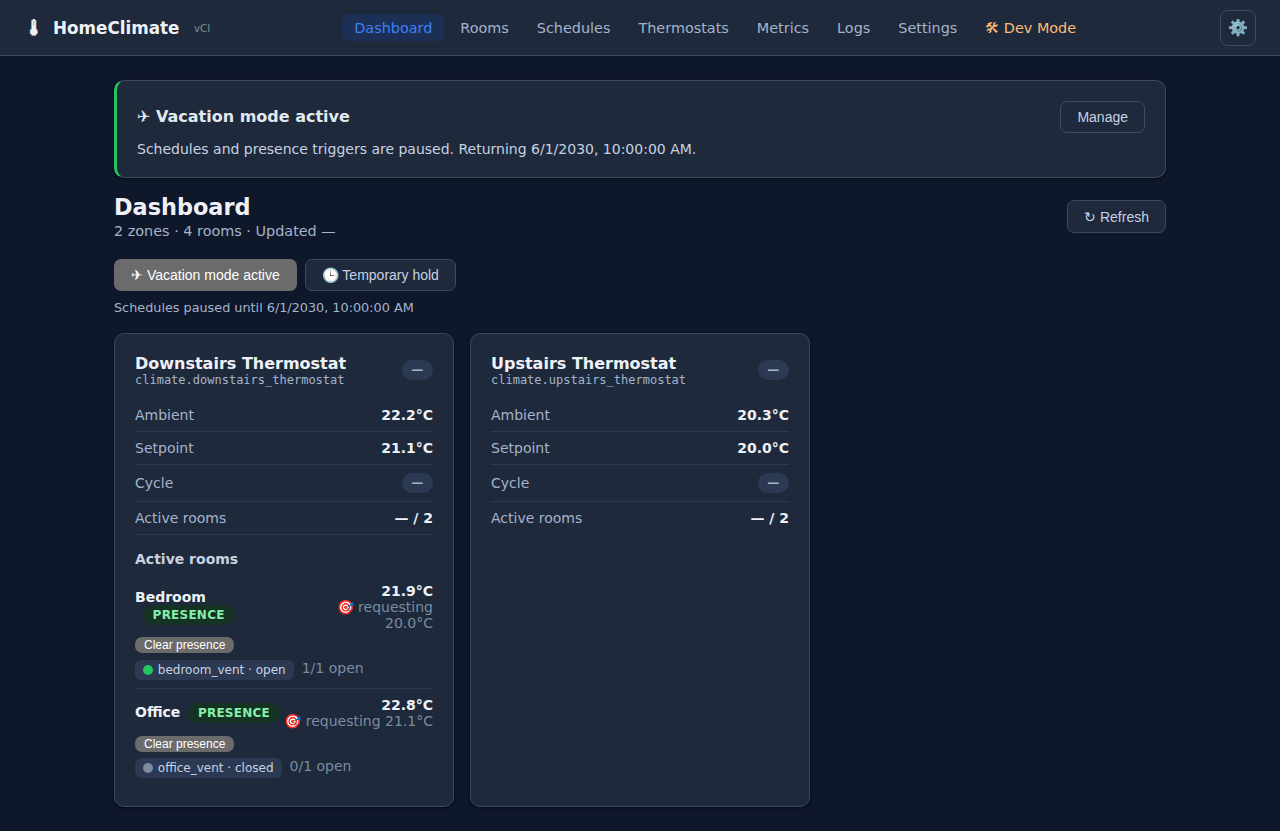 🌡 HomeClimate vCI Dashboard Rooms Schedules Thermostats Metrics Logs Settings 🛠 Dev Mode ⚙️
✈ Vacation mode active Manage
Schedules and presence triggers are paused. Returning 6/1/2030, 10:00:00 AM.
Dashboard
2 zones · 4 rooms · Updated —
↻ Refresh
✈ Vacation mode active 🕒 Temporary hold
Schedules paused until 6/1/2030, 10:00:00 AM
Downstairs Thermostat —
climate.downstairs_thermostat
Ambient 22.2°C
Setpoint 21.1°C
Cycle —
Active rooms — / 2
Active rooms
Bedroom 21.9°C
PRESENCE 🎯 requesting
20.0°C
Clear presence
bedroom_vent · open 1/1 open
Office PRESENCE 22.8°C
🎯 requesting 21.1°C
Clear presence
office_vent · closed 0/1 open
Upstairs Thermostat —
climate.upstairs_thermostat
Ambient 20.3°C
Setpoint 20.0°C
Cycle —
Active rooms — / 2